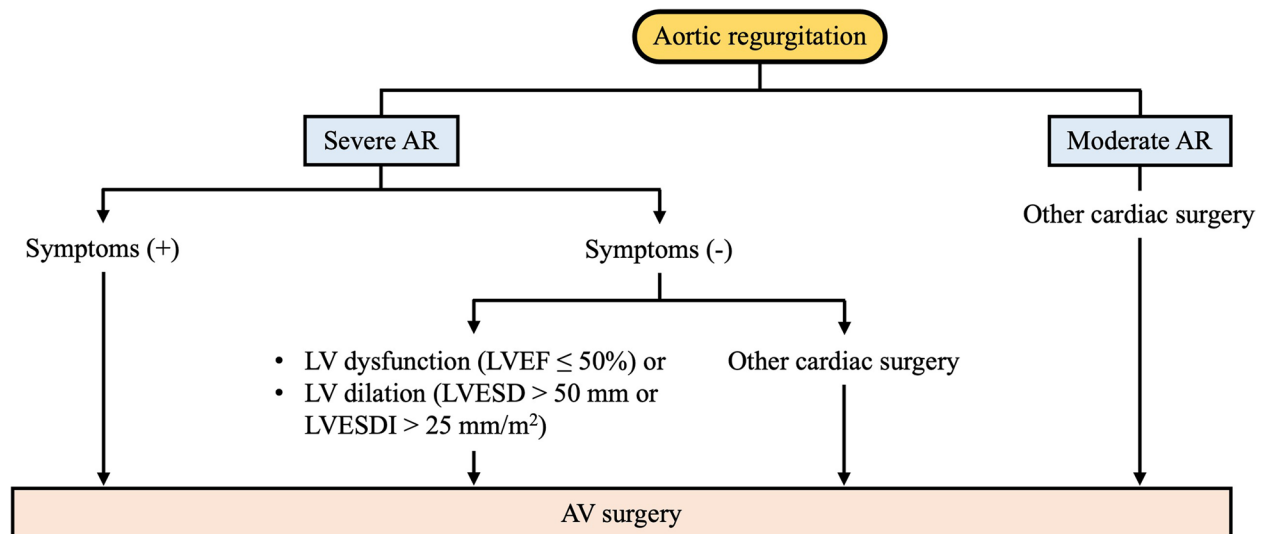 Aortic regurgitation
Severe AR
Moderate AR
Other cardiac surgery
Symptoms (+)
Symptoms (-)
• LV dysfunction (LVEF ≤ 50%) or
• LV dilation (LVESD > 50 mm or
LVESDI > 25 mm/m²)
Other cardiac surgery
AV surgery